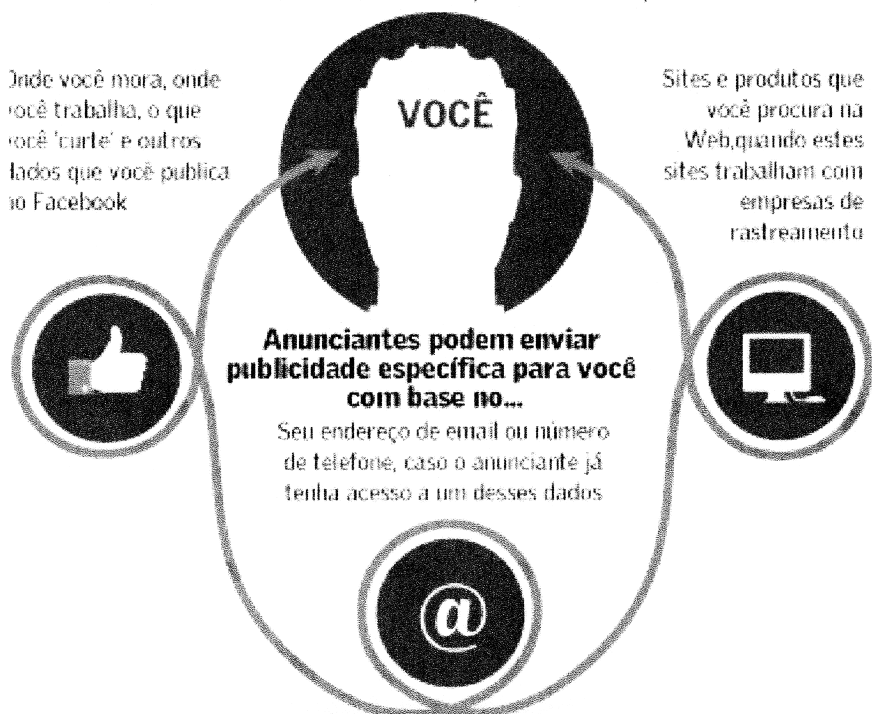 Onde você mora, onde
você trabalha, o que
você 'curte' e outros
dados que você publica
no Facebook
VOCÊ
Sites e produtos que
você procura na
Web,quando estes
sites trabalham com
empresas de
rastreamento
Anunciantes podem enviar
publicidade específica para você
com base no...
Seu endereço de email ou número
de telefone, caso o anunciante já
tenha acesso a um desses dados
@